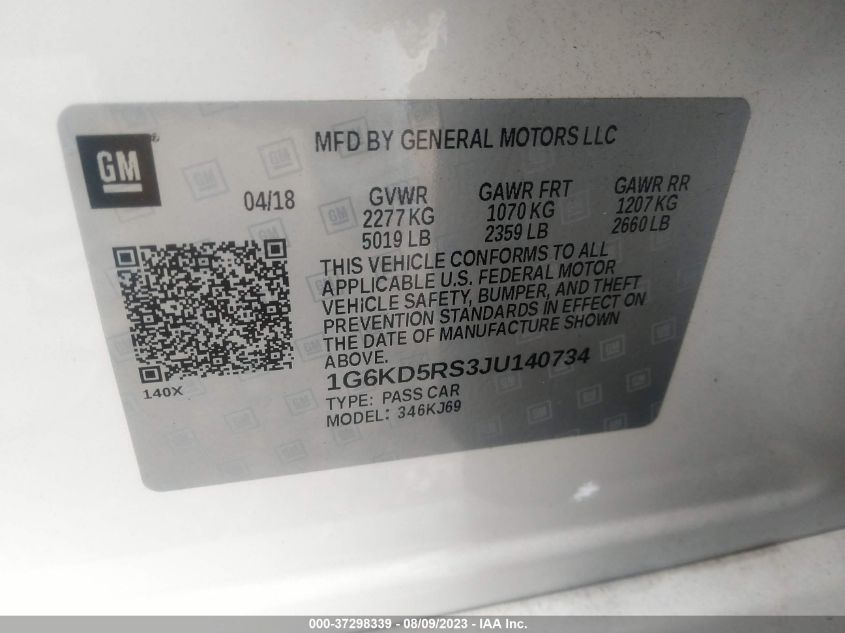 GM®
MFD BY GENERAL MOTORS LLC
04/18
GVWR GAWR FRT GAWR RR
2277 KG 1070 KG 1207 KG
5019 LB 2359 LB 2660 LB
THIS VEHICLE CONFORMS TO ALL
APPLICABLE U.S. FEDERAL MOTOR
VEHICLE SAFETY, BUMPER, AND THEFT
PREVENTION STANDARDS IN EFFECT ON
THE DATE OF MANUFACTURE SHOWN
ABOVE.
140X
1G6KD5RS3JU140734
TYPE: PASS CAR
MODEL: 346KJ69
000-37298339 - 08/09/2023 - IAA Inc.